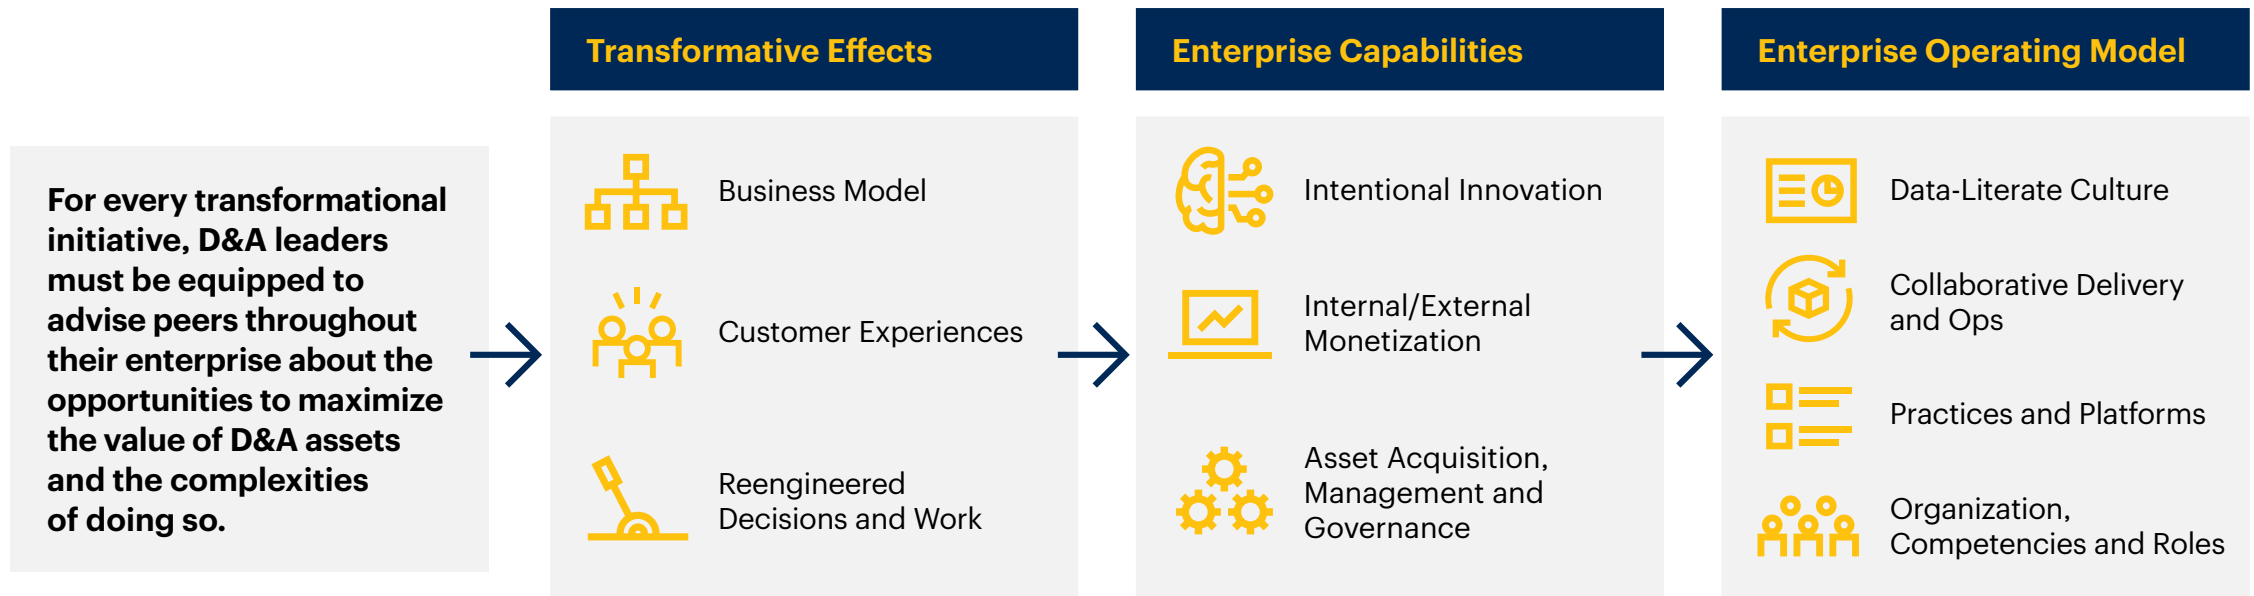 For every transformational
initiative, D&A leaders
must be equipped to
advise peers throughout
their enterprise about the
opportunities to maximize
the value of D&A assets
and the complexities
of doing so.
Transformative Effects
Business Model
Customer Experiences
Reengineered
Decisions and Work
Enterprise Capabilities
Intentional Innovation
Internal/External
Monetization
Asset Acquisition,
Management and
Governance
Enterprise Operating Model
Data-Literate Culture
Collaborative Delivery
and Ops
Practices and Platforms
Organization,
Competencies and Roles